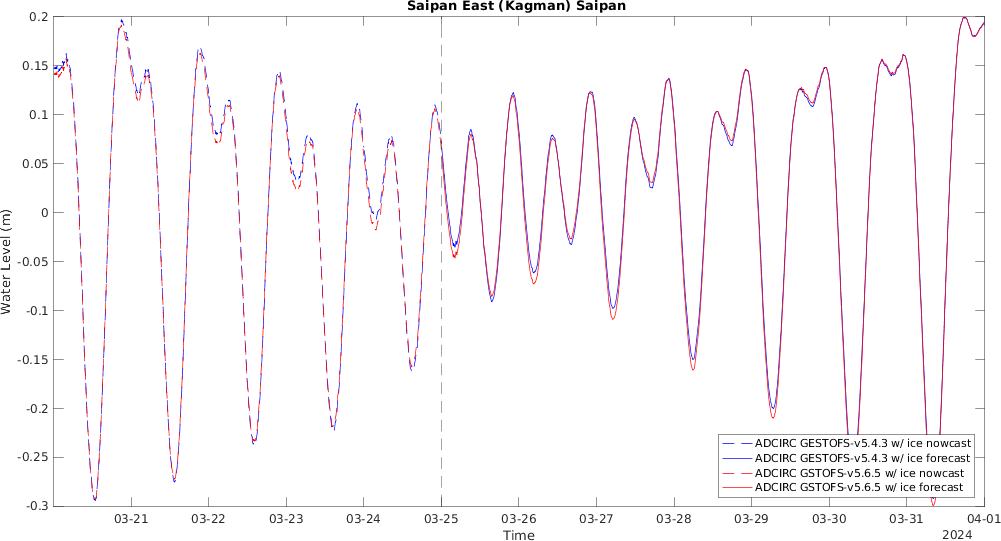 Saipan East (Kagman) Saipan
0.2
0.15
0.1
0.05
0
-0.05
-0.1
-0.15
-0.2
-0.25
-0.3
Water Level (m)
ADCIRC GESTOFS-v5.4.3 w/ ice nowcast
ADCIRC GESTOFS-v5.4.3 w/ ice forecast
ADCIRC GSTOFS-v5.6.5 w/ ice nowcast
ADCIRC GSTOFS-v5.6.5 w/ ice forecast
03-21 03-22 03-23 03-24 03-25 03-26 03-27 03-28 03-29 03-30 03-31 04-01
Time
2024